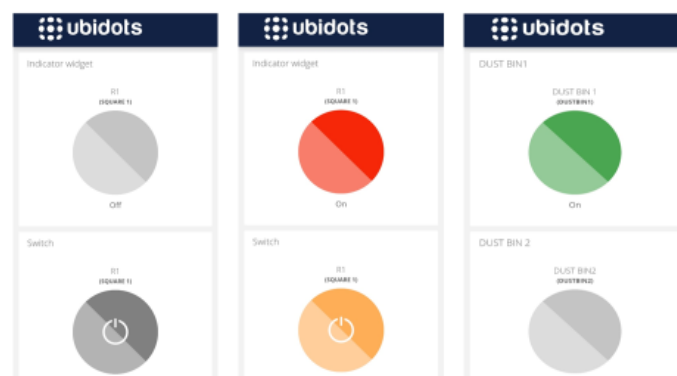 ubidots
Indicator widget
R1
(SQUARE 1)
Off
Switch
R1
(SQUARE 1)
ubidots
Indicator widget
R1
(SQUARE 1)
On
Switch
R1
(SQUARE 1)
ubidots
DUST BIN1
DUST BIN 1
(DUSTBIN1)
On
DUST BIN 2
DUST BIN2
(DUSTBIN2)